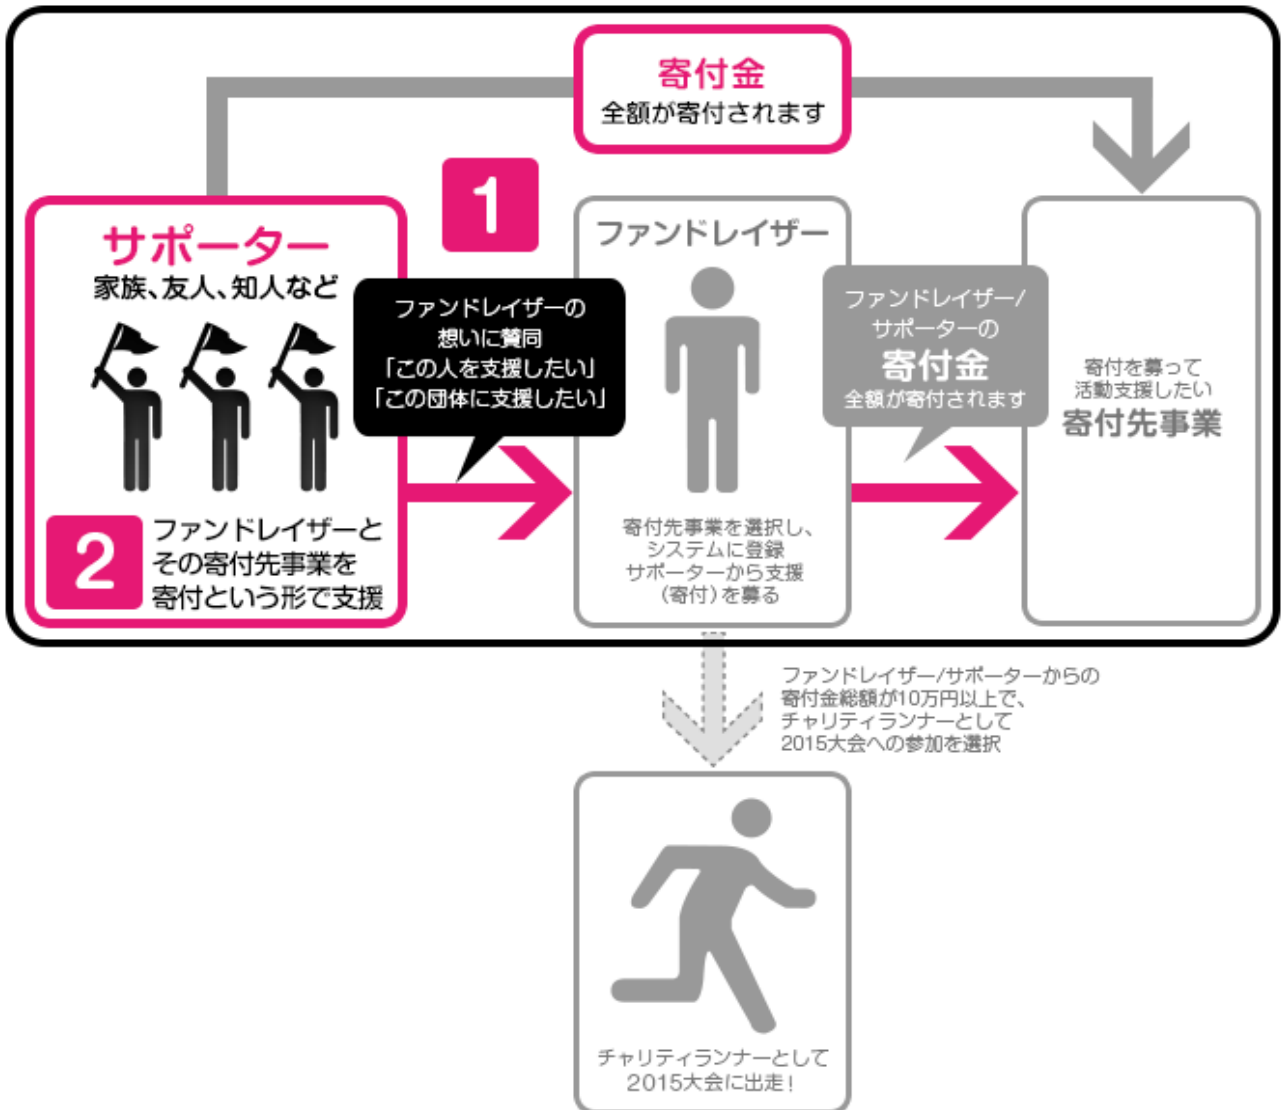 寄付金
全額が寄付されます
1
サポーター
家族、友人、知人など
ファンドレイザーの
想いに賛同
「この人を支援したい」
「この団体に支援したい」
2
ファンドレイザーと
その寄付先事業を
寄付という形で支援
ファンドレイザー
寄付先事業を選択し、
システムに登録
サポーターから支援
（寄付）を募る
ファンドレイザー/
サポーターの
寄付金
全額が寄付されます
寄付を募って
活動支援したい
寄付先事業
ファンドレイザー/サポーターからの
寄付金総額が10万円以上で、
チャリティランナーとして
2015大会への参加を選択
チャリティランナーとして
2015大会に出走！